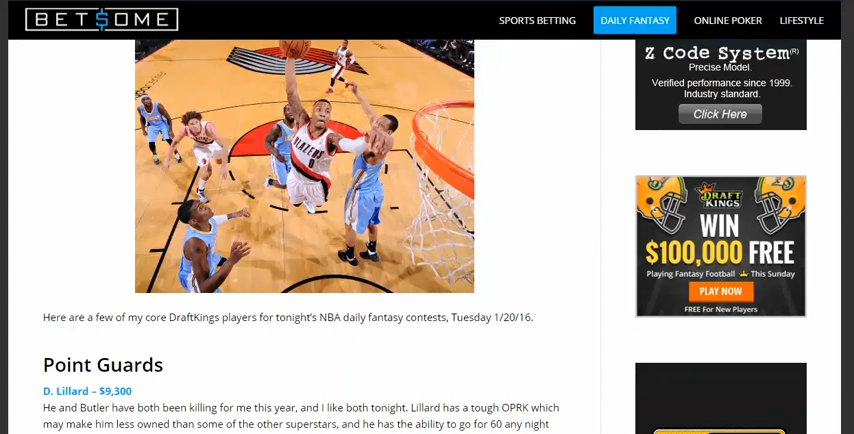 BET$OME
SPORTS BETTING
DAILY FANTASY
ONLINE POKER
LIFESTYLE
BLAZERS
0
Here are a few of my core DraftKings players for tonight's NBA daily fantasy contests, Tuesday 1/20/16.
Point Guards
D. Lillard – $9,300
He and Butler have both been killing for me this year, and I like both tonight. Lillard has a tough OPRK which
may make him less owned than some of the other superstars, and he has the ability to go for 60 any night
Z Code System(R)
Precise Model.
Verified performance since 1999.
Industry standard.
Click Here
DRAFT
KINGS
WIN
$100,000 FREE
Playing Fantasy Football This Sunday
PLAY NOW
FREE For New Players